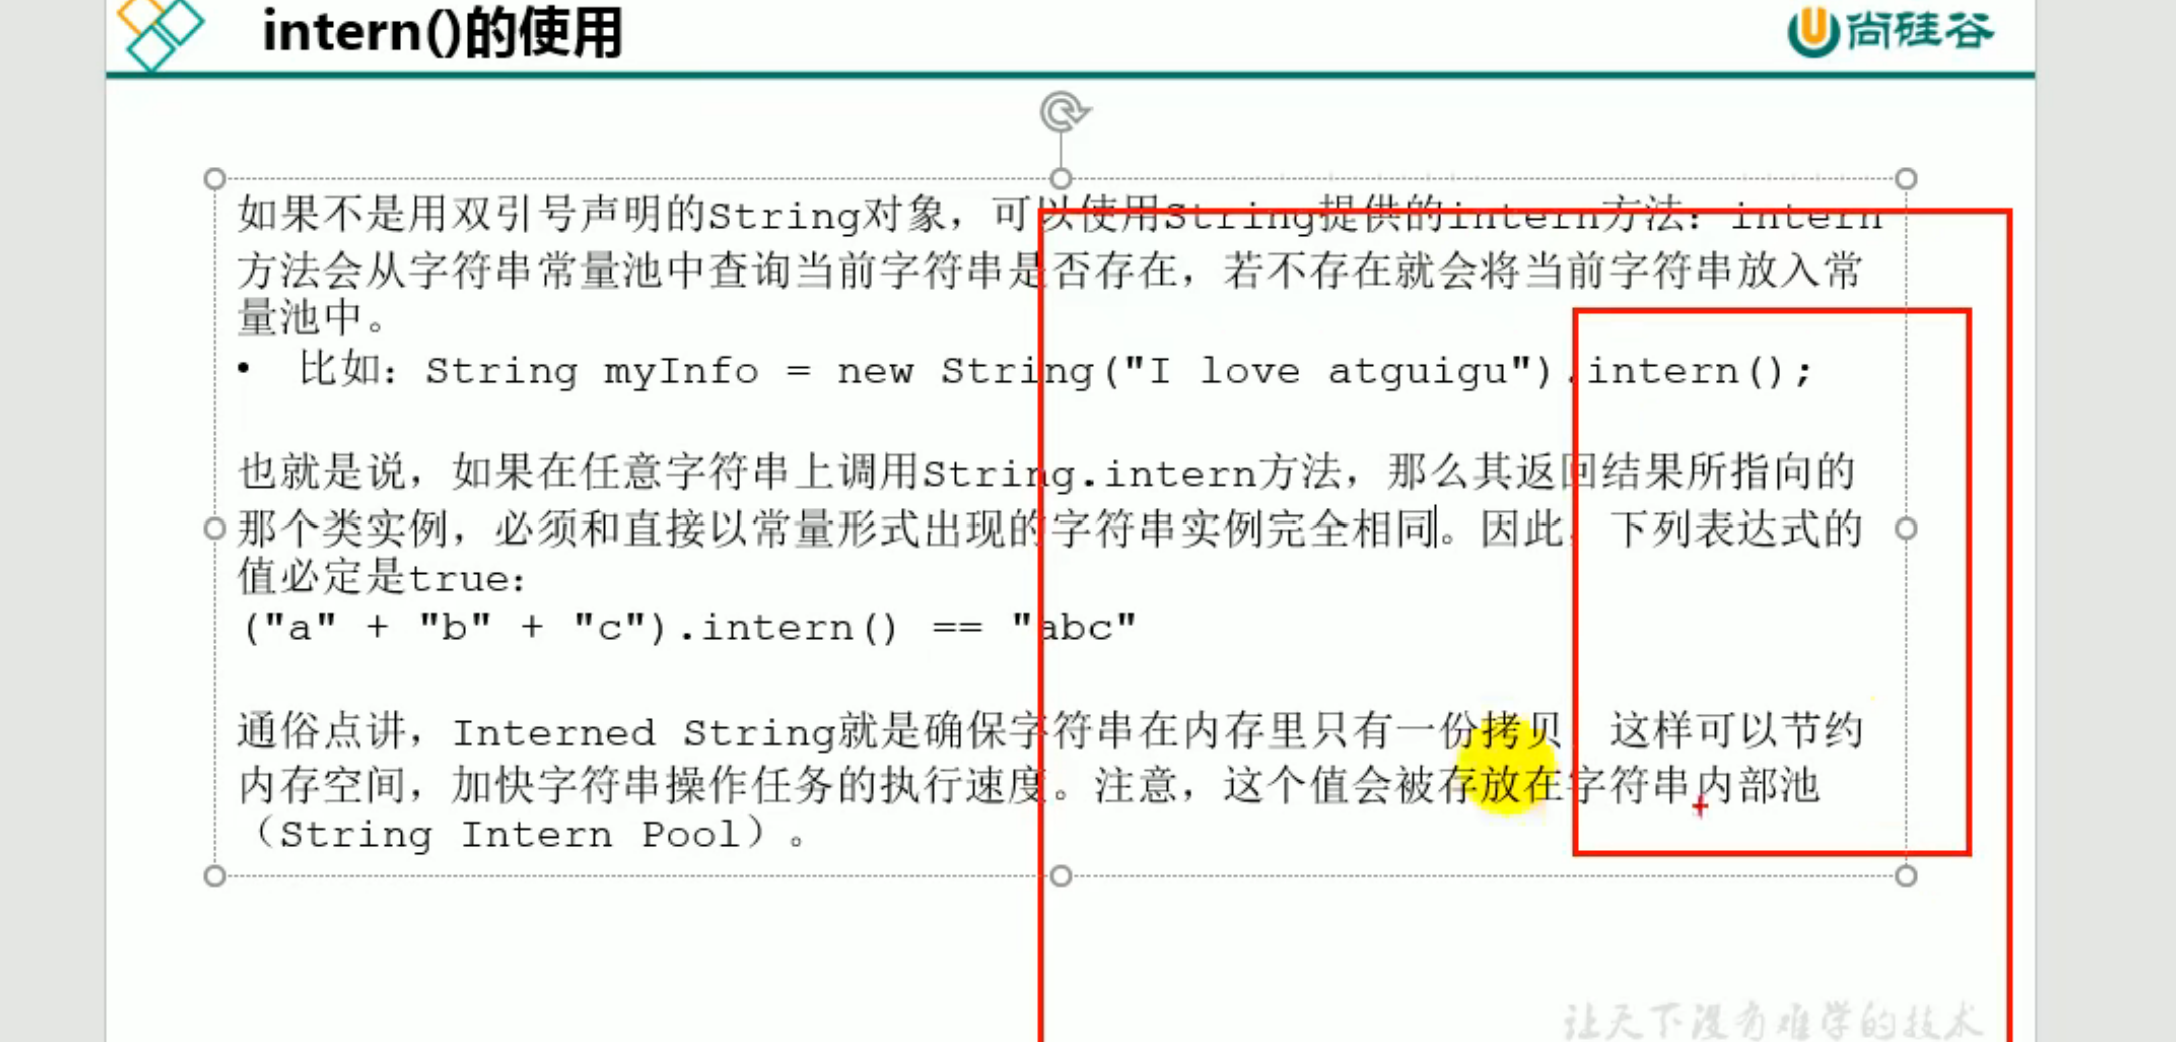 intern()的使用
尚硅谷
如果不是用双引号声明的String对象，可以使用String提供的intern方法：intern
方法会从字符串常量池中查询当前字符串是否存在，若不存在就会将当前字符串放入常
量池中。
• 比如：String myInfo = new String("I love atguigu").intern();
也就是说，如果在任意字符串上调用String.intern方法，那么其返回结果所指向的
那个类实例，必须和直接以常量形式出现的字符串实例完全相同。因此，下列表达式的
值必定是true：
("a" + "b" + "c").intern() == "abc"
通俗点讲，Interned String就是确保字符串在内存里只有一份拷贝，这样可以节约
内存空间，加快字符串操作任务的执行速度。注意，这个值会被存放在字符串内部池
（String Intern Pool）。
让天下没有难学的技术